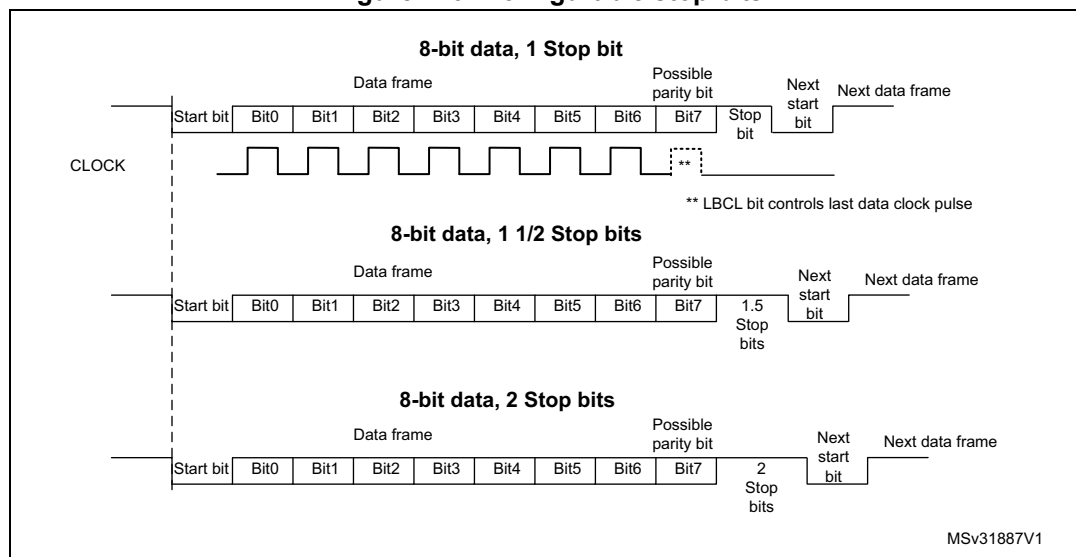 8-bit data, 1 Stop bit
Data frame
Possible
parity bit
Next
start
bit
Next data frame
Start bit Bit0 Bit1 Bit2 Bit3 Bit4 Bit5 Bit6 Bit7 Stop
bit
CLOCK
**
** LBCL bit controls last data clock pulse
8-bit data, 1 1/2 Stop bits
Data frame
Possible
parity bit
Next
start
bit
Next data frame
Start bit Bit0 Bit1 Bit2 Bit3 Bit4 Bit5 Bit6 Bit7 1.5
Stop
bits
8-bit data, 2 Stop bits
Data frame
Possible
parity bit
Next
start
bit
Next data frame
Start bit Bit0 Bit1 Bit2 Bit3 Bit4 Bit5 Bit6 Bit7 2
Stop
bits
MSv31887V1